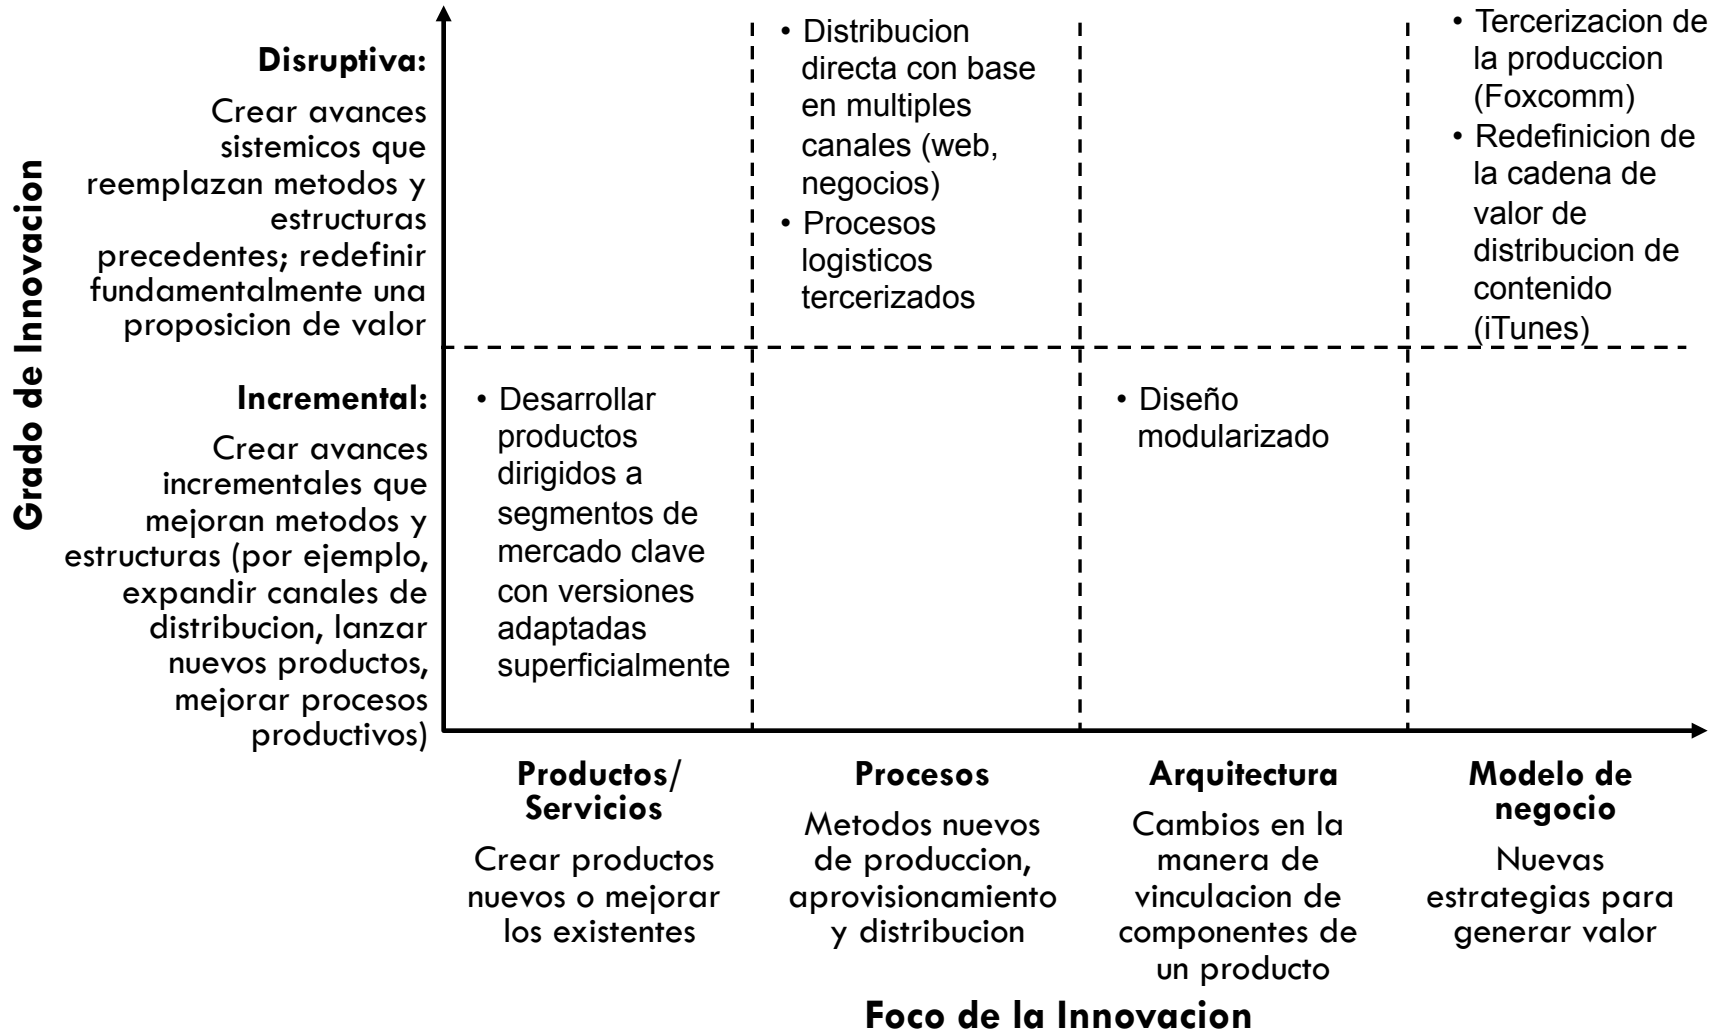 Grado de Innovacion
Disruptiva:
Crear avances
sistemicos que
reemplazan metodos y
estructuras
precedentes; redefinir
fundamentalmente una
proposicion de valor
• Distribucion
directa con base
en multiples
canales (web,
negocios)
• Procesos
logisticos
tercerizados
• Tercerizacion de
la produccion
(Foxcomm)
• Redefinicion de
la cadena de
valor de
distribucion de
contenido
(iTunes)
Incremental:
Crear avances
incrementales que
mejoran metodos y
estructuras (por ejemplo,
expandir canales de
distribucion, lanzar
nuevos productos,
mejorar procesos
productivos)
• Desarrollar
productos
dirigidos a
segmentos de
mercado clave
con versiones
adaptadas
superficialmente
• Diseño
modularizado
Productos/
Servicios
Crear productos
nuevos o mejorar
los existentes
Procesos
Metodos nuevos
de produccion,
aprovisionamiento
y distribucion
Arquitectura
Cambios en la
manera de
vinculacion de
componentes de
un producto
Modelo de
negocio
Nuevas
estrategias para
generar valor
Foco de la Innovacion